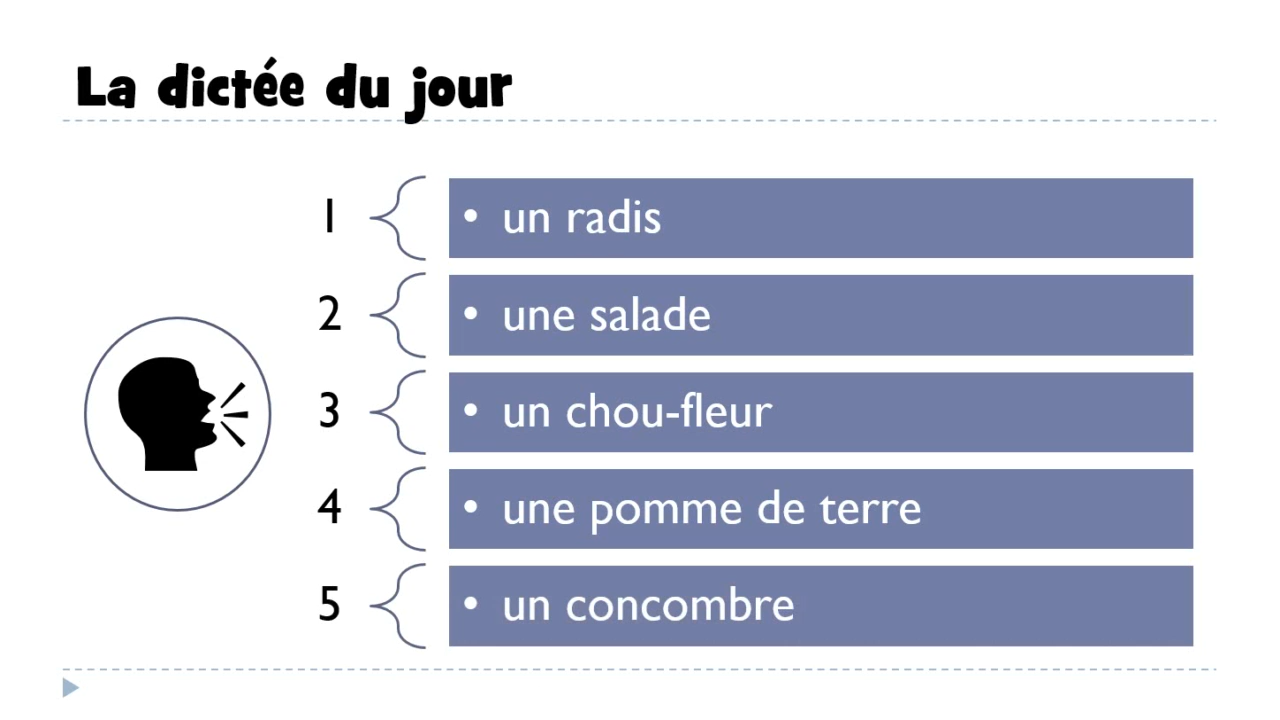 La dictée du jour
1 • un radis
2 • une salade
3 • un chou-fleur
4 • une pomme de terre
5 • un concombre